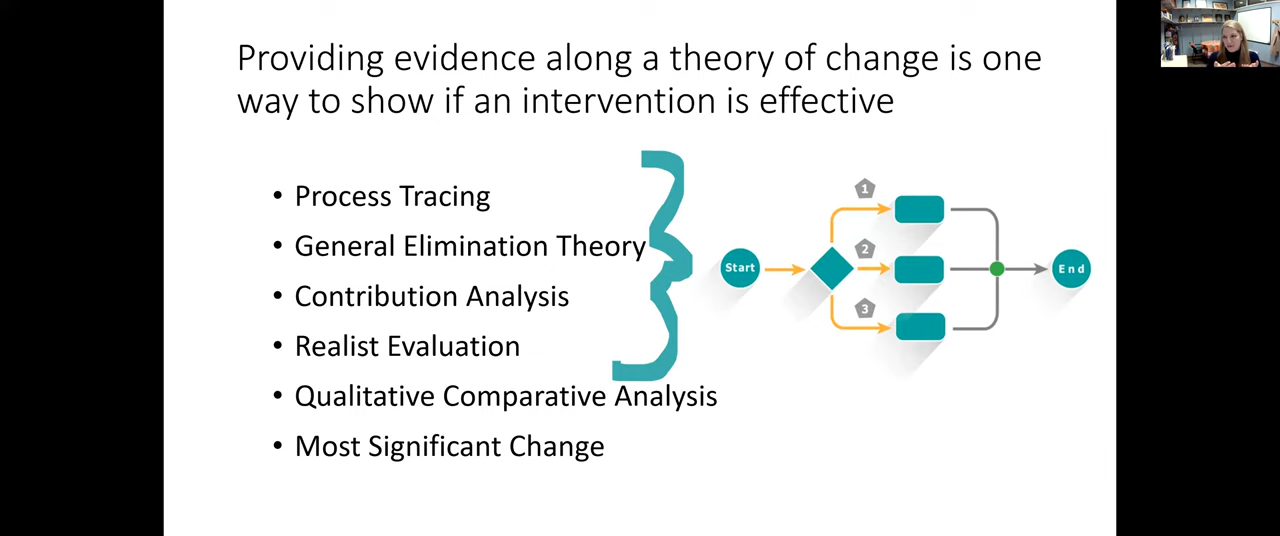 Providing evidence along a theory of change is one
way to show if an intervention is effective
• Process Tracing
• General Elimination Theory
• Contribution Analysis
• Realist Evaluation
• Qualitative Comparative Analysis
• Most Significant Change
Start
1
2
3
End